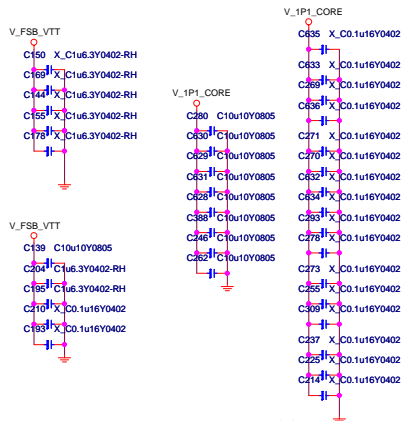 V_FSB_VTT
C150 X_C1u6.3Y0402-RH
C169 X_C1u6.3Y0402-RH
C144 X_C1u6.3Y0402-RH
C155 X_C1u6.3Y0402-RH
C178 X_C1u6.3Y0402-RH
V_FSB_VTT
C139 C10u10Y0805
C204 C1u6.3Y0402-RH
C195 C1u6.3Y0402-RH
C210 X_C0.1u16Y0402
C193 X_C0.1u16Y0402
V_1P1_CORE
C280 C10u10Y0805
C630 C10u10Y0805
C629 C10u10Y0805
C631 C10u10Y0805
C628 C10u10Y0805
C388 C10u10Y0805
C246 C10u10Y0805
C262 C10u10Y0805
V_1P1_CORE
C635 X_C0.1u16Y0402
C633 X_C0.1u16Y0402
C269 X_C0.1u16Y0402
C636 X_C0.1u16Y0402
C271 X_C0.1u16Y0402
C270 X_C0.1u16Y0402
C632 X_C0.1u16Y0402
C634 X_C0.1u16Y0402
C293 X_C0.1u16Y0402
C278 X_C0.1u16Y0402
C273 X_C0.1u16Y0402
C255 X_C0.1u16Y0402
C309 X_C0.1u16Y0402
C237 X_C0.1u16Y0402
C225 X_C0.1u16Y0402
C214 X_C0.1u16Y0402